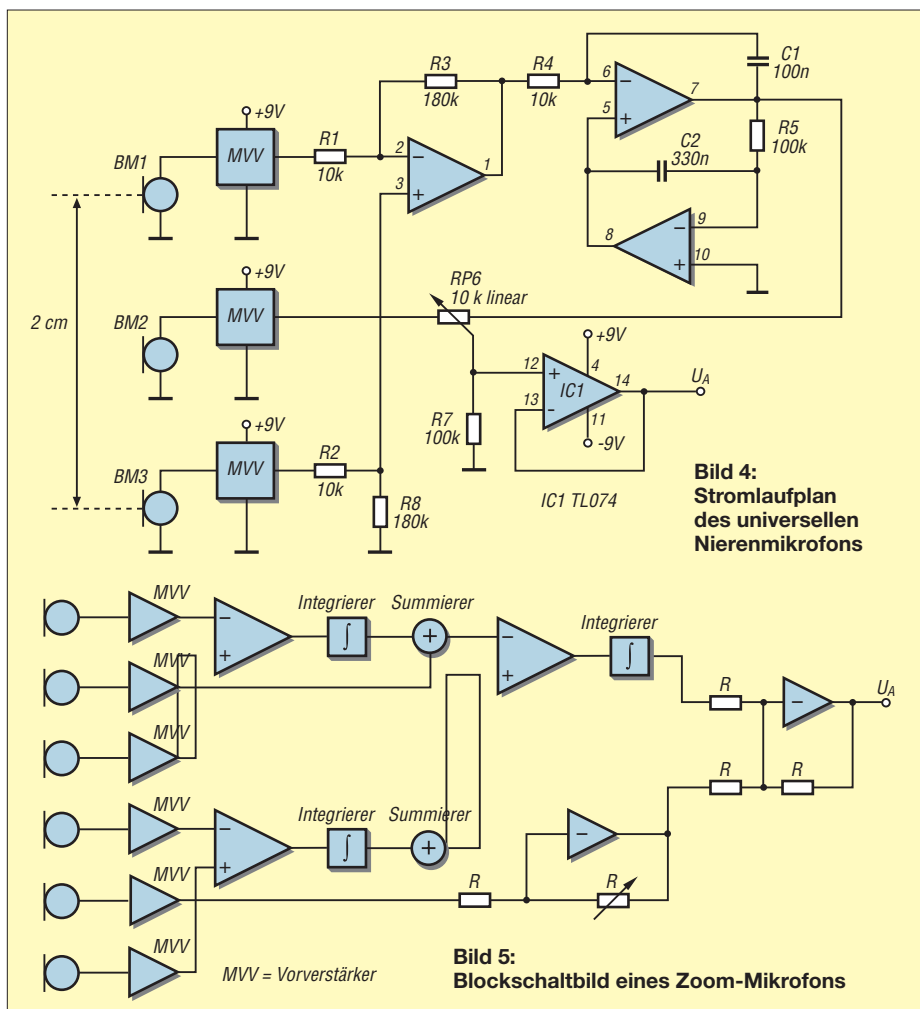 R3
180k
R4
10k
C1
100n
+9V
MVV
R1
10k
BM1
6
5
7
−
+
2
3
1
−
+
C2
330n
R5
100k
8
9
10
−
+
2 cm
+9V
MVV
BM2
RP6
10 k linear
+9V
4
12
13
14
+
-
IC1
11
-9V
UA
R7
100k
+9V
MVV
BM3
R2
10k
R8
180k
IC1 TL074
Bild 4:
Stromlaufplan
des universellen
Nierenmikrofons
MVV
−
+
Integrierer
∫
Summierer
+
−
+
Integrierer
∫
R
−
UA
MVV
MVV
R
R
MVV
−
+
Integrierer
∫
Summierer
+
−
MVV
R
R
MVV
MVV = Vorverstärker
Bild 5:
Blockschaltbild eines Zoom-Mikrofons